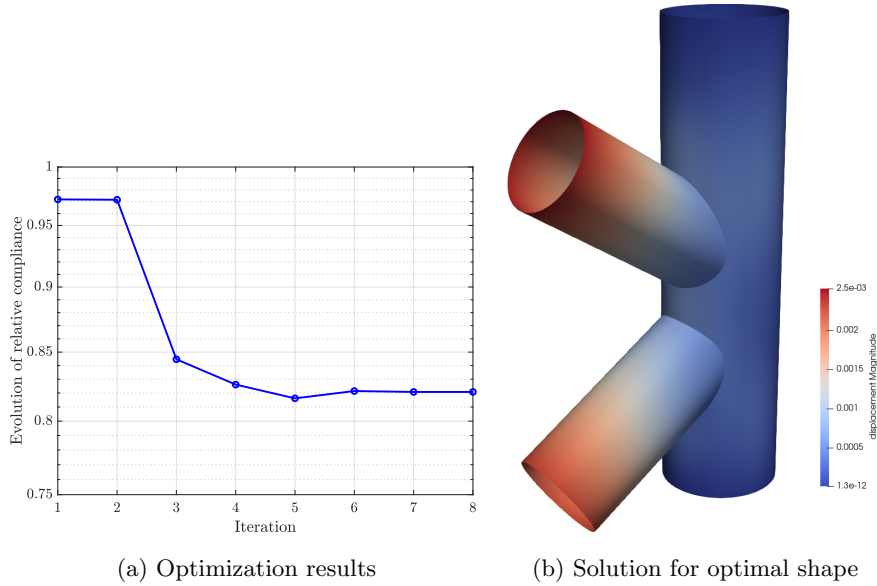 1
0.95
0.9
0.85
0.8
0.75
Evolution of relative compliance
1 2 3 4 5 6 7 8
Iteration
2.5e-03
0.002
0.0015
0.001
0.0005
1.3e-12
displacement Magnitude
(a) Optimization results
(b) Solution for optimal shape